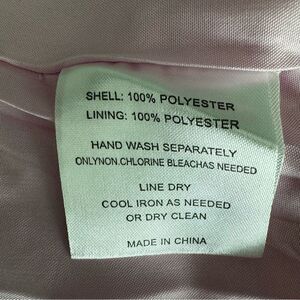 SHELL: 100% POLYESTER
LINING: 100% POLYESTER
HAND WASH SEPARATELY
ONLYNON.CHLORINE BLEACHAS NEEDED
LINE DRY
COOL IRON AS NEEDED
OR DRY CLEAN
MADE IN CHINA